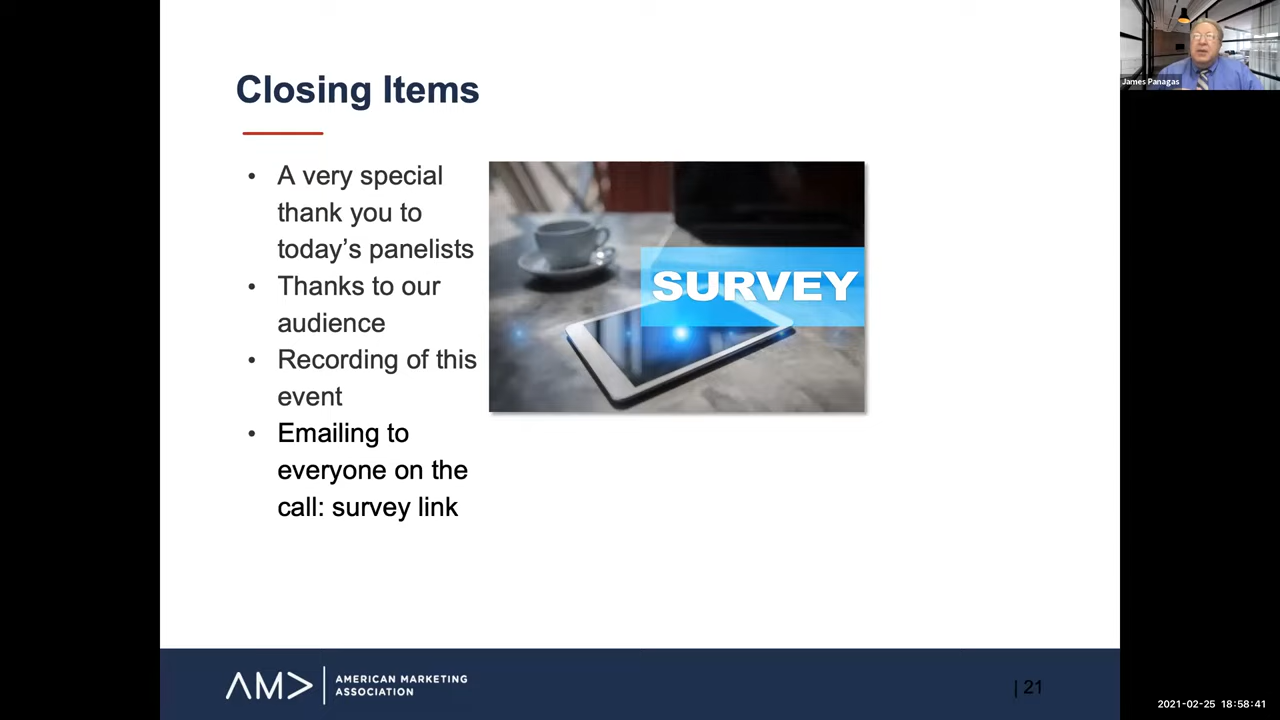 Closing Items
• A very special
thank you to
today’s panelists
• Thanks to our
audience
• Recording of this
event
• Emailing to
everyone on the
call: survey link
SURVEY
James Panagas
AMA
AMERICAN MARKETING
ASSOCIATION
| 21
2021-02-25 18:58:41